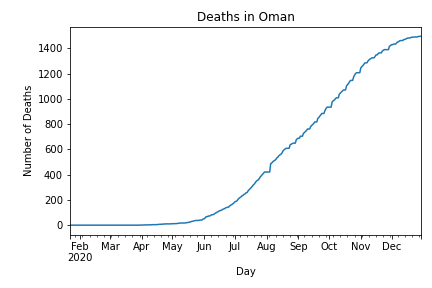 Deaths in Oman
Number of Deaths
1400
1200
1000
800
600
400
200
0
Feb Mar Apr May Jun Jul Aug Sep Oct Nov Dec
2020
Day